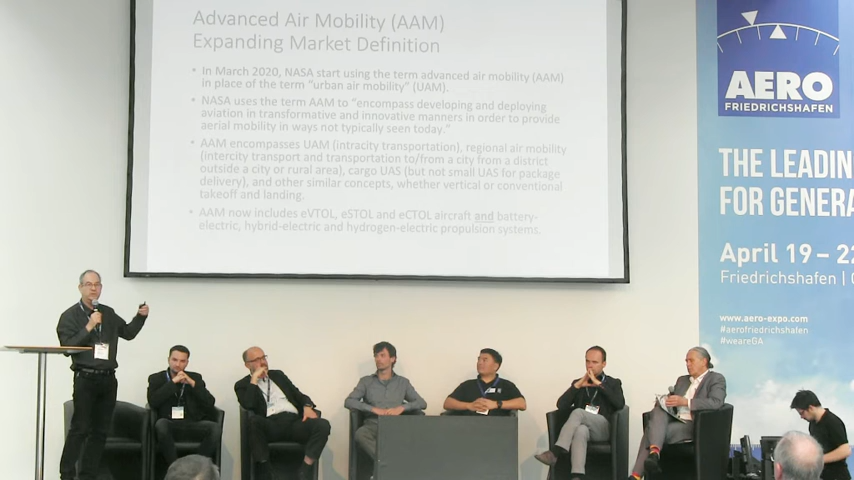 Advanced Air Mobility (AAM)
Expanding Market Definition
• In March 2020, NASA start using the term advanced air mobility (AAM)
in place of the term "urban air mobility" (UAM).
• NASA uses the term AAM to "encompass developing and deploying
aviation in transformative and innovative manners in order to provide
aerial mobility in ways not typically seen today."
• AAM encompasses UAM (intracity transportation), regional air mobility
(intercity transport and transportation to/from a city from a district
outside a city or rural area), cargo UAS (but not small UAS for package
delivery), and other similar concepts, whether vertical or conventional
takeoff and landing.
• AAM now includes eVTOL, eSTOL and eCTOL aircraft and battery-
electric, hybrid-electric and hydrogen-electric propulsion systems.
AERO
FRIEDRICHSHAFEN
THE LEADIN
FOR GENERA
April 19 – 22
Friedrichshafen |
www.aero-expo.com
#aerofriedrichshafen
#weareGA